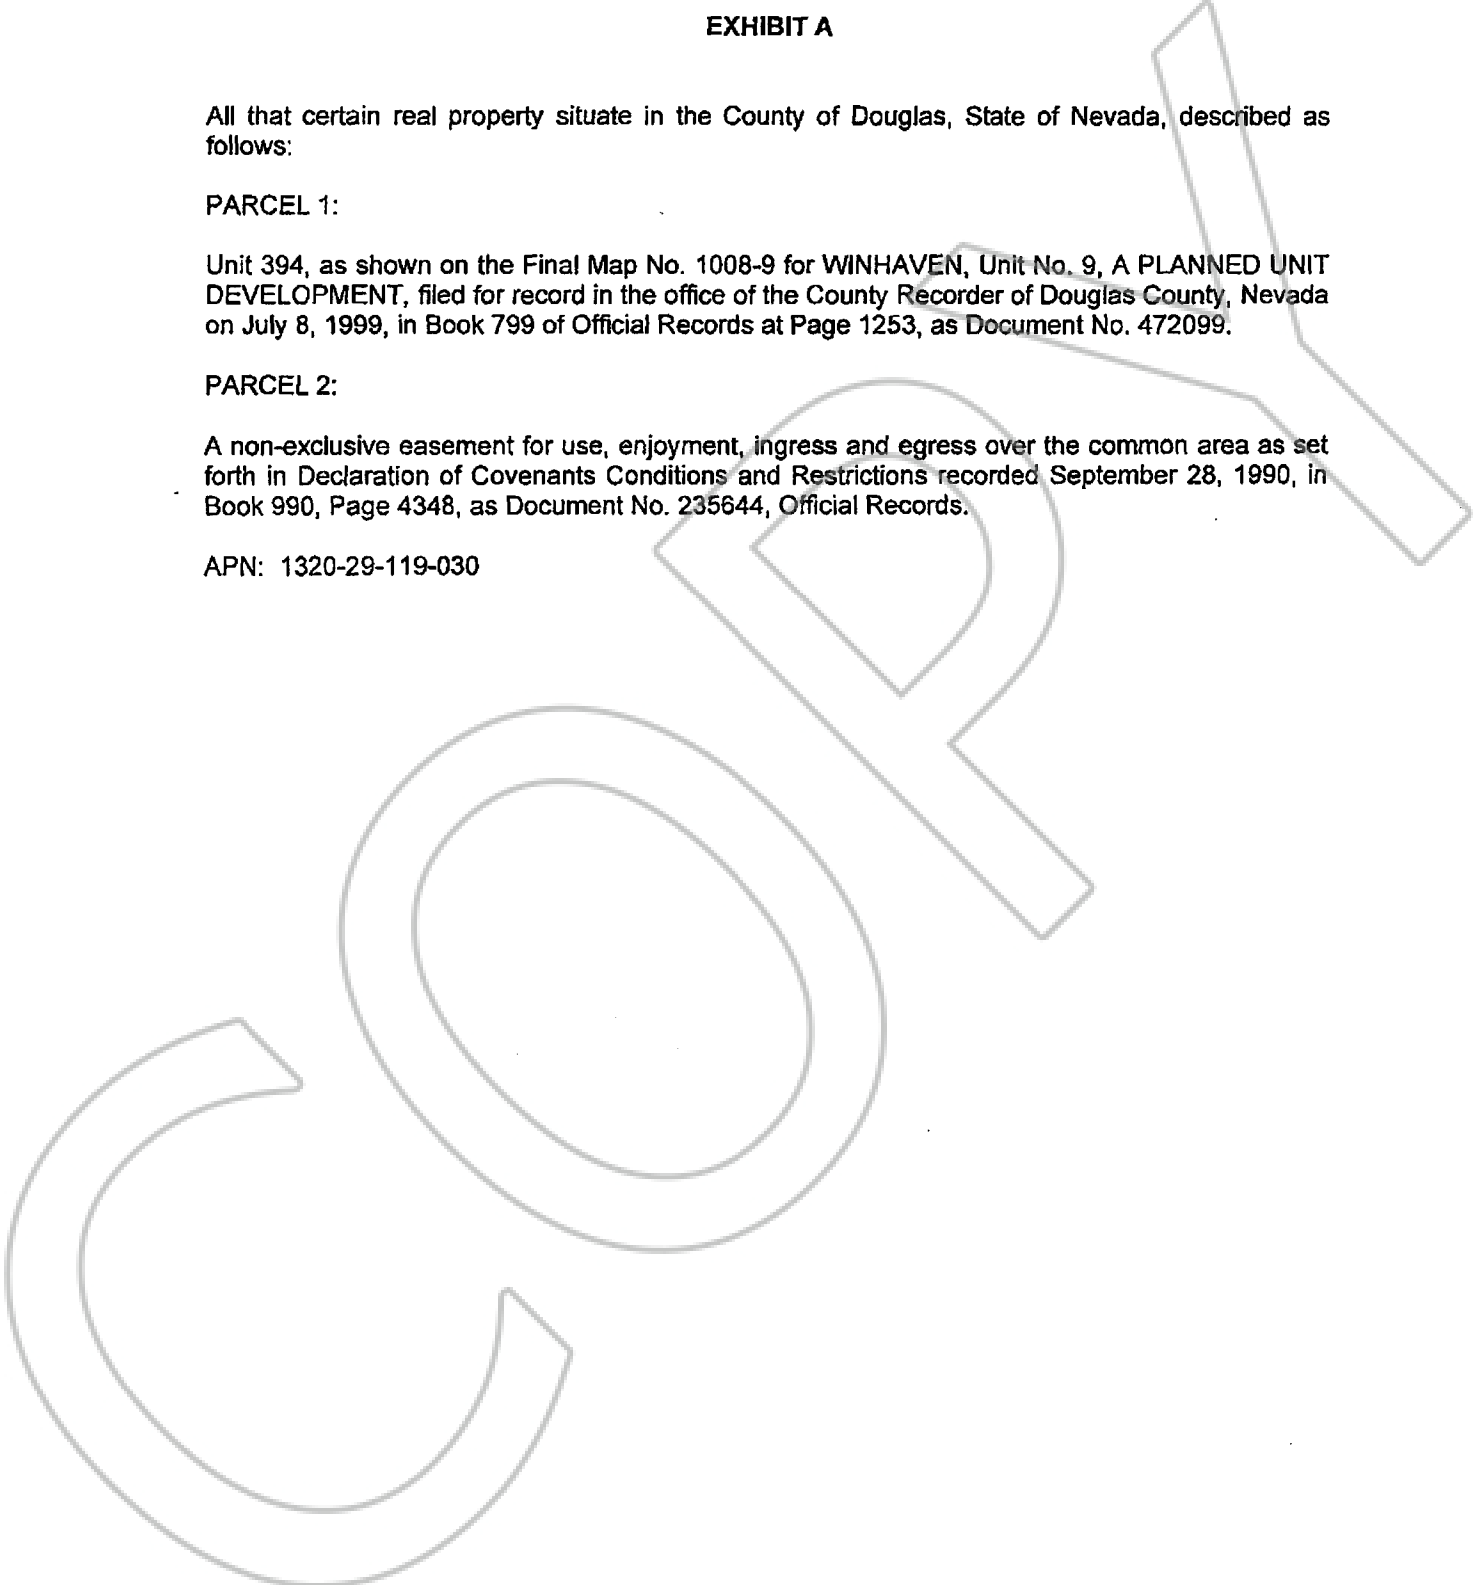 EXHIBIT A
All that certain real property situate in the County of Douglas, State of Nevada, described as
follows:
PARCEL 1:
Unit 394, as shown on the Final Map No. 1008-9 for WINHAVEN, Unit No. 9, A PLANNED UNIT
DEVELOPMENT, filed for record in the office of the County Recorder of Douglas County, Nevada
on July 8, 1999, in Book 799 of Official Records at Page 1253, as Document No. 472099.
PARCEL 2:
A non-exclusive easement for use, enjoyment, ingress and egress over the common area as set
forth in Declaration of Covenants Conditions and Restrictions recorded September 28, 1990, in
Book 990, Page 4348, as Document No. 235644, Official Records.
APN: 1320-29-119-030
COPY